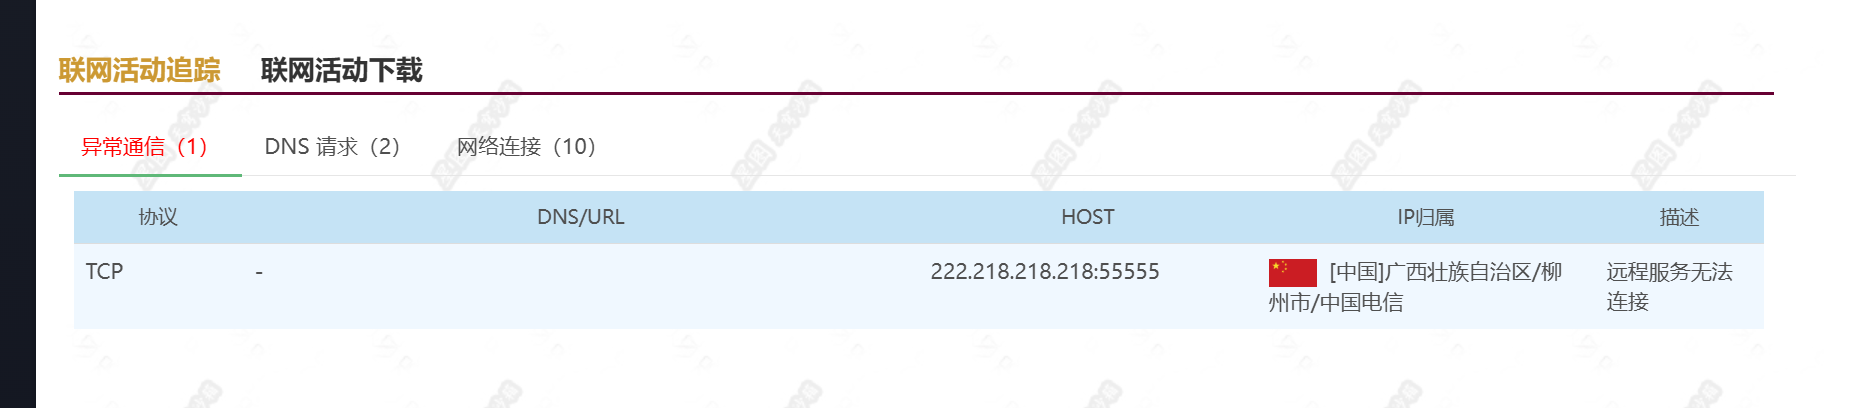 联网活动追踪 联网活动下载
异常通信（1） DNS 请求（2） 网络连接（10）
协议 DNS/URL HOST IP归属 描述
TCP - 222.218.218.218:55555 [中国]广西壮族自治区/柳 远程服务无法
州市/中国电信 连接